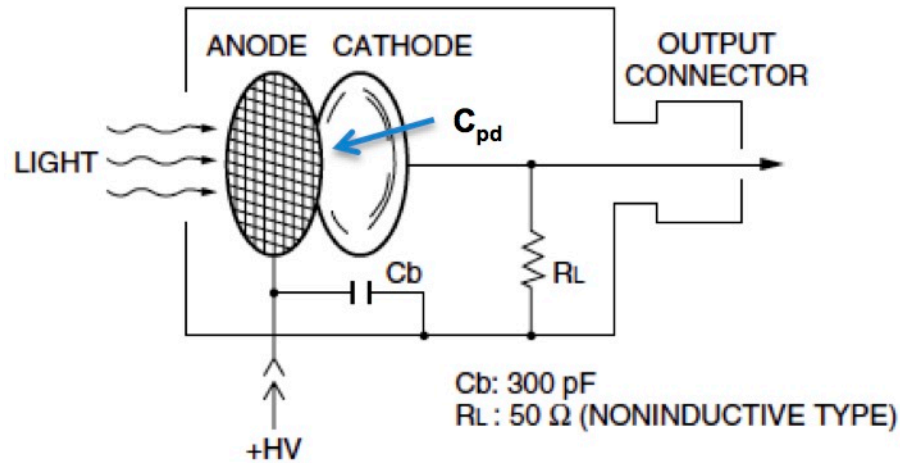 ANODE CATHODE
OUTPUT
CONNECTOR
Cpd
LIGHT
Cb
RL
Cb: 300 pF
RL : 50 Ω (NONINDUCTIVE TYPE)
+HV